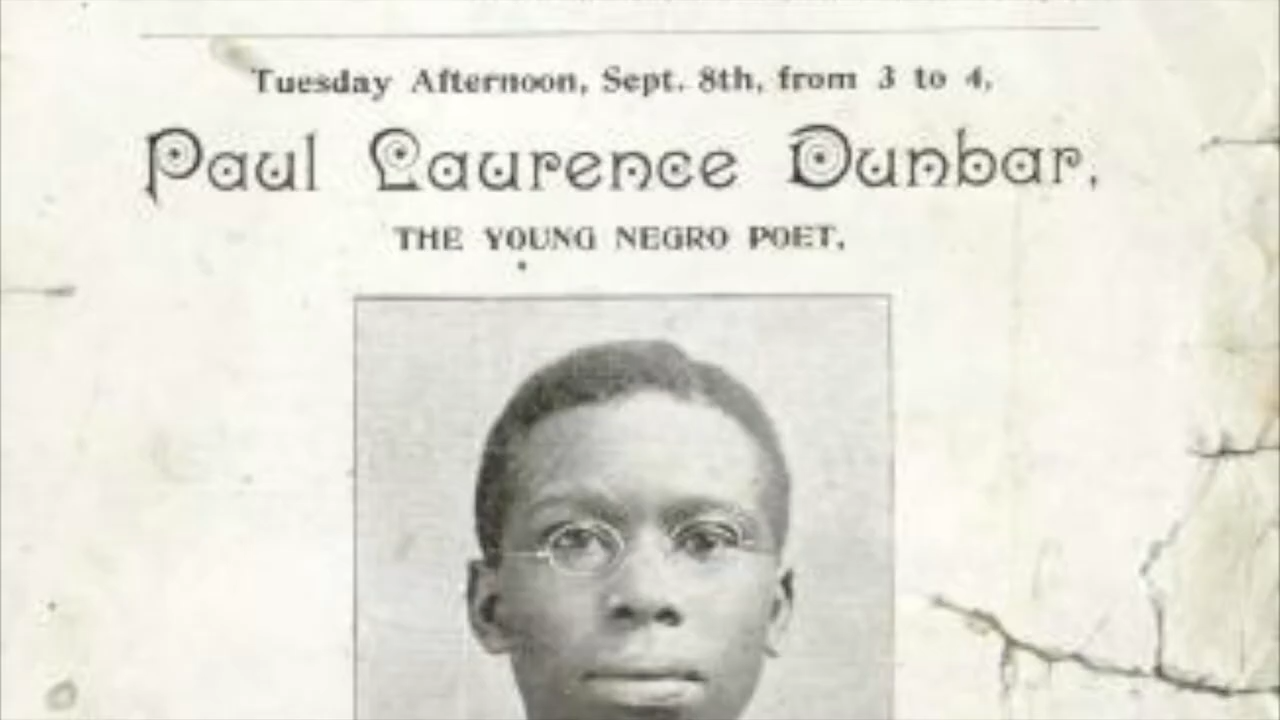 Tuesday Afternoon, Sept. 8th, from 3 to 4,
Paul Laurence Dunbar,
THE YOUNG NEGRO POET,